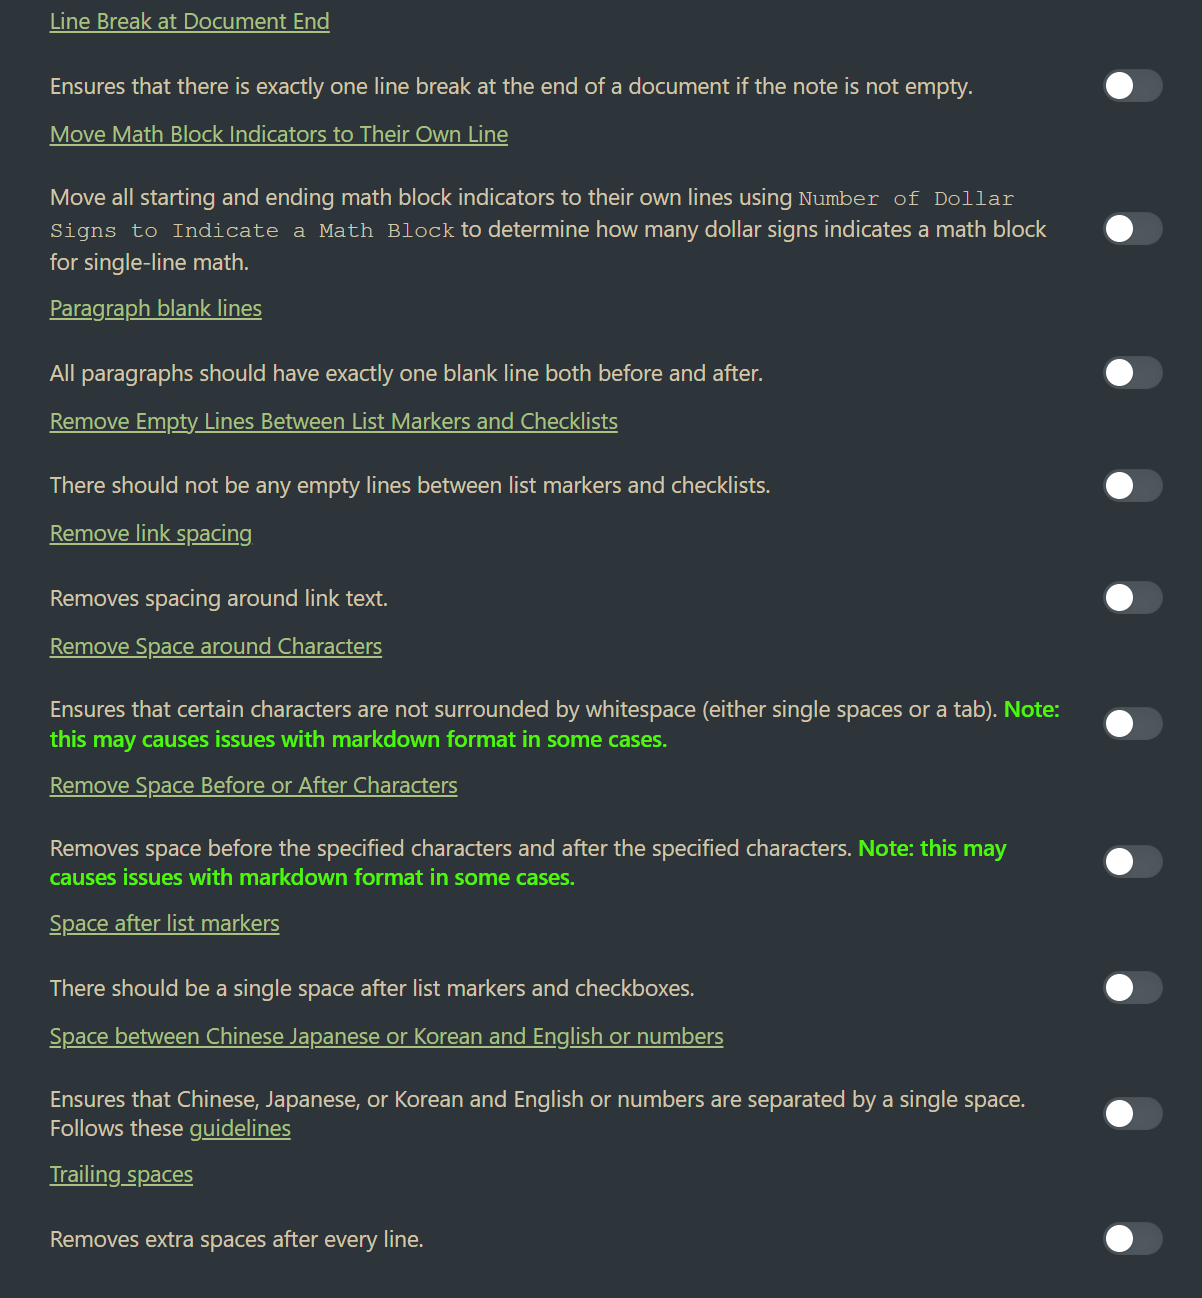 Line Break at Document End
Ensures that there is exactly one line break at the end of a document if the note is not empty.
Move Math Block Indicators to Their Own Line
Move all starting and ending math block indicators to their own lines using Number of Dollar
Signs to Indicate a Math Block to determine how many dollar signs indicates a math block
for single-line math.
Paragraph blank lines
All paragraphs should have exactly one blank line both before and after.
Remove Empty Lines Between List Markers and Checklists
There should not be any empty lines between list markers and checklists.
Remove link spacing
Removes spacing around link text.
Remove Space around Characters
Ensures that certain characters are not surrounded by whitespace (either single spaces or a tab). Note:
this may causes issues with markdown format in some cases.
Remove Space Before or After Characters
Removes space before the specified characters and after the specified characters. Note: this may
causes issues with markdown format in some cases.
Space after list markers
There should be a single space after list markers and checkboxes.
Space between Chinese Japanese or Korean and English or numbers
Ensures that Chinese, Japanese, or Korean and English or numbers are separated by a single space.
Follows these guidelines
Trailing spaces
Removes extra spaces after every line.